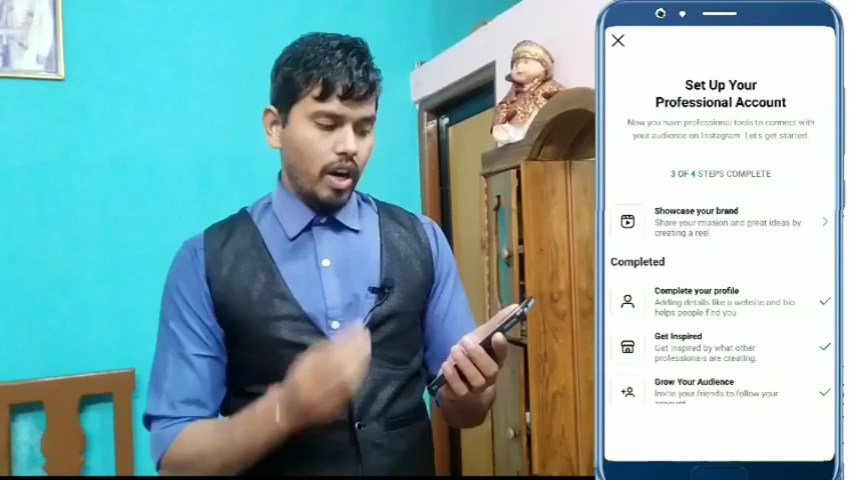 Set Up Your
Professional Account
Now you have professional tools to connect with
your audience on Instagram. Let's get started.
3 OF 4 STEPS COMPLETE
Showcase your brand
Share your mission and great ideas by
creating a reel.
Completed
Complete your profile
Adding details like a website and bio
helps people find you.
Get Inspired
Get inspired by what other
professionals are creating.
Grow Your Audience
Invite your friends to follow your
account.